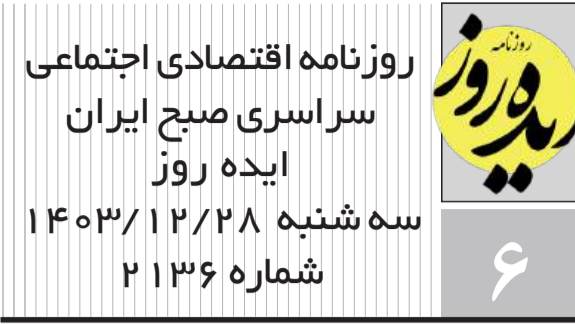 روزنامه اقتصادی اجتماعی
سراسری صبح ایران
ایده روز
سه شنبه ۱۴۰۳/۱۲/۲۸
شماره ۲۱۳۶
روزنامه
ایده روز
۶